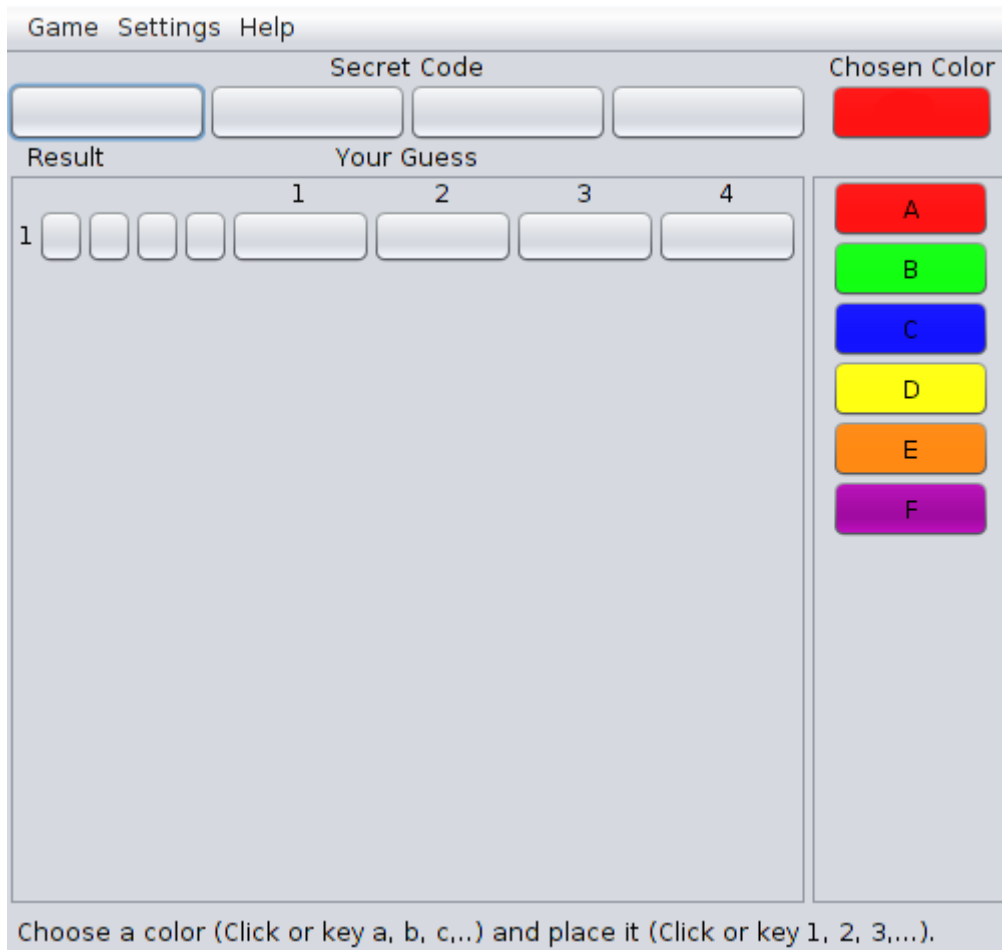 Game Settings Help
Secret Code Chosen Color
Result Your Guess
1 2 3 4
1
A
B
C
D
E
F
Choose a color (Click or key a, b, c,..) and place it (Click or key 1, 2, 3,...).